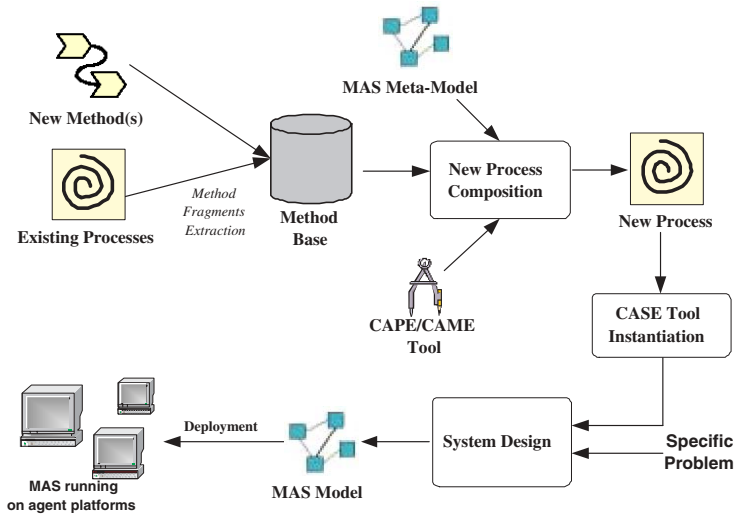 MAS Meta-Model
New Method(s)
Existing Processes
Method
Fragments
Extraction
Method
Base
New Process
Composition
New Process
CAPE/CAME
Tool
CASE Tool
Instantiation
MAS running
on agent platforms
Deployment
MAS Model
System Design
Specific
Problem